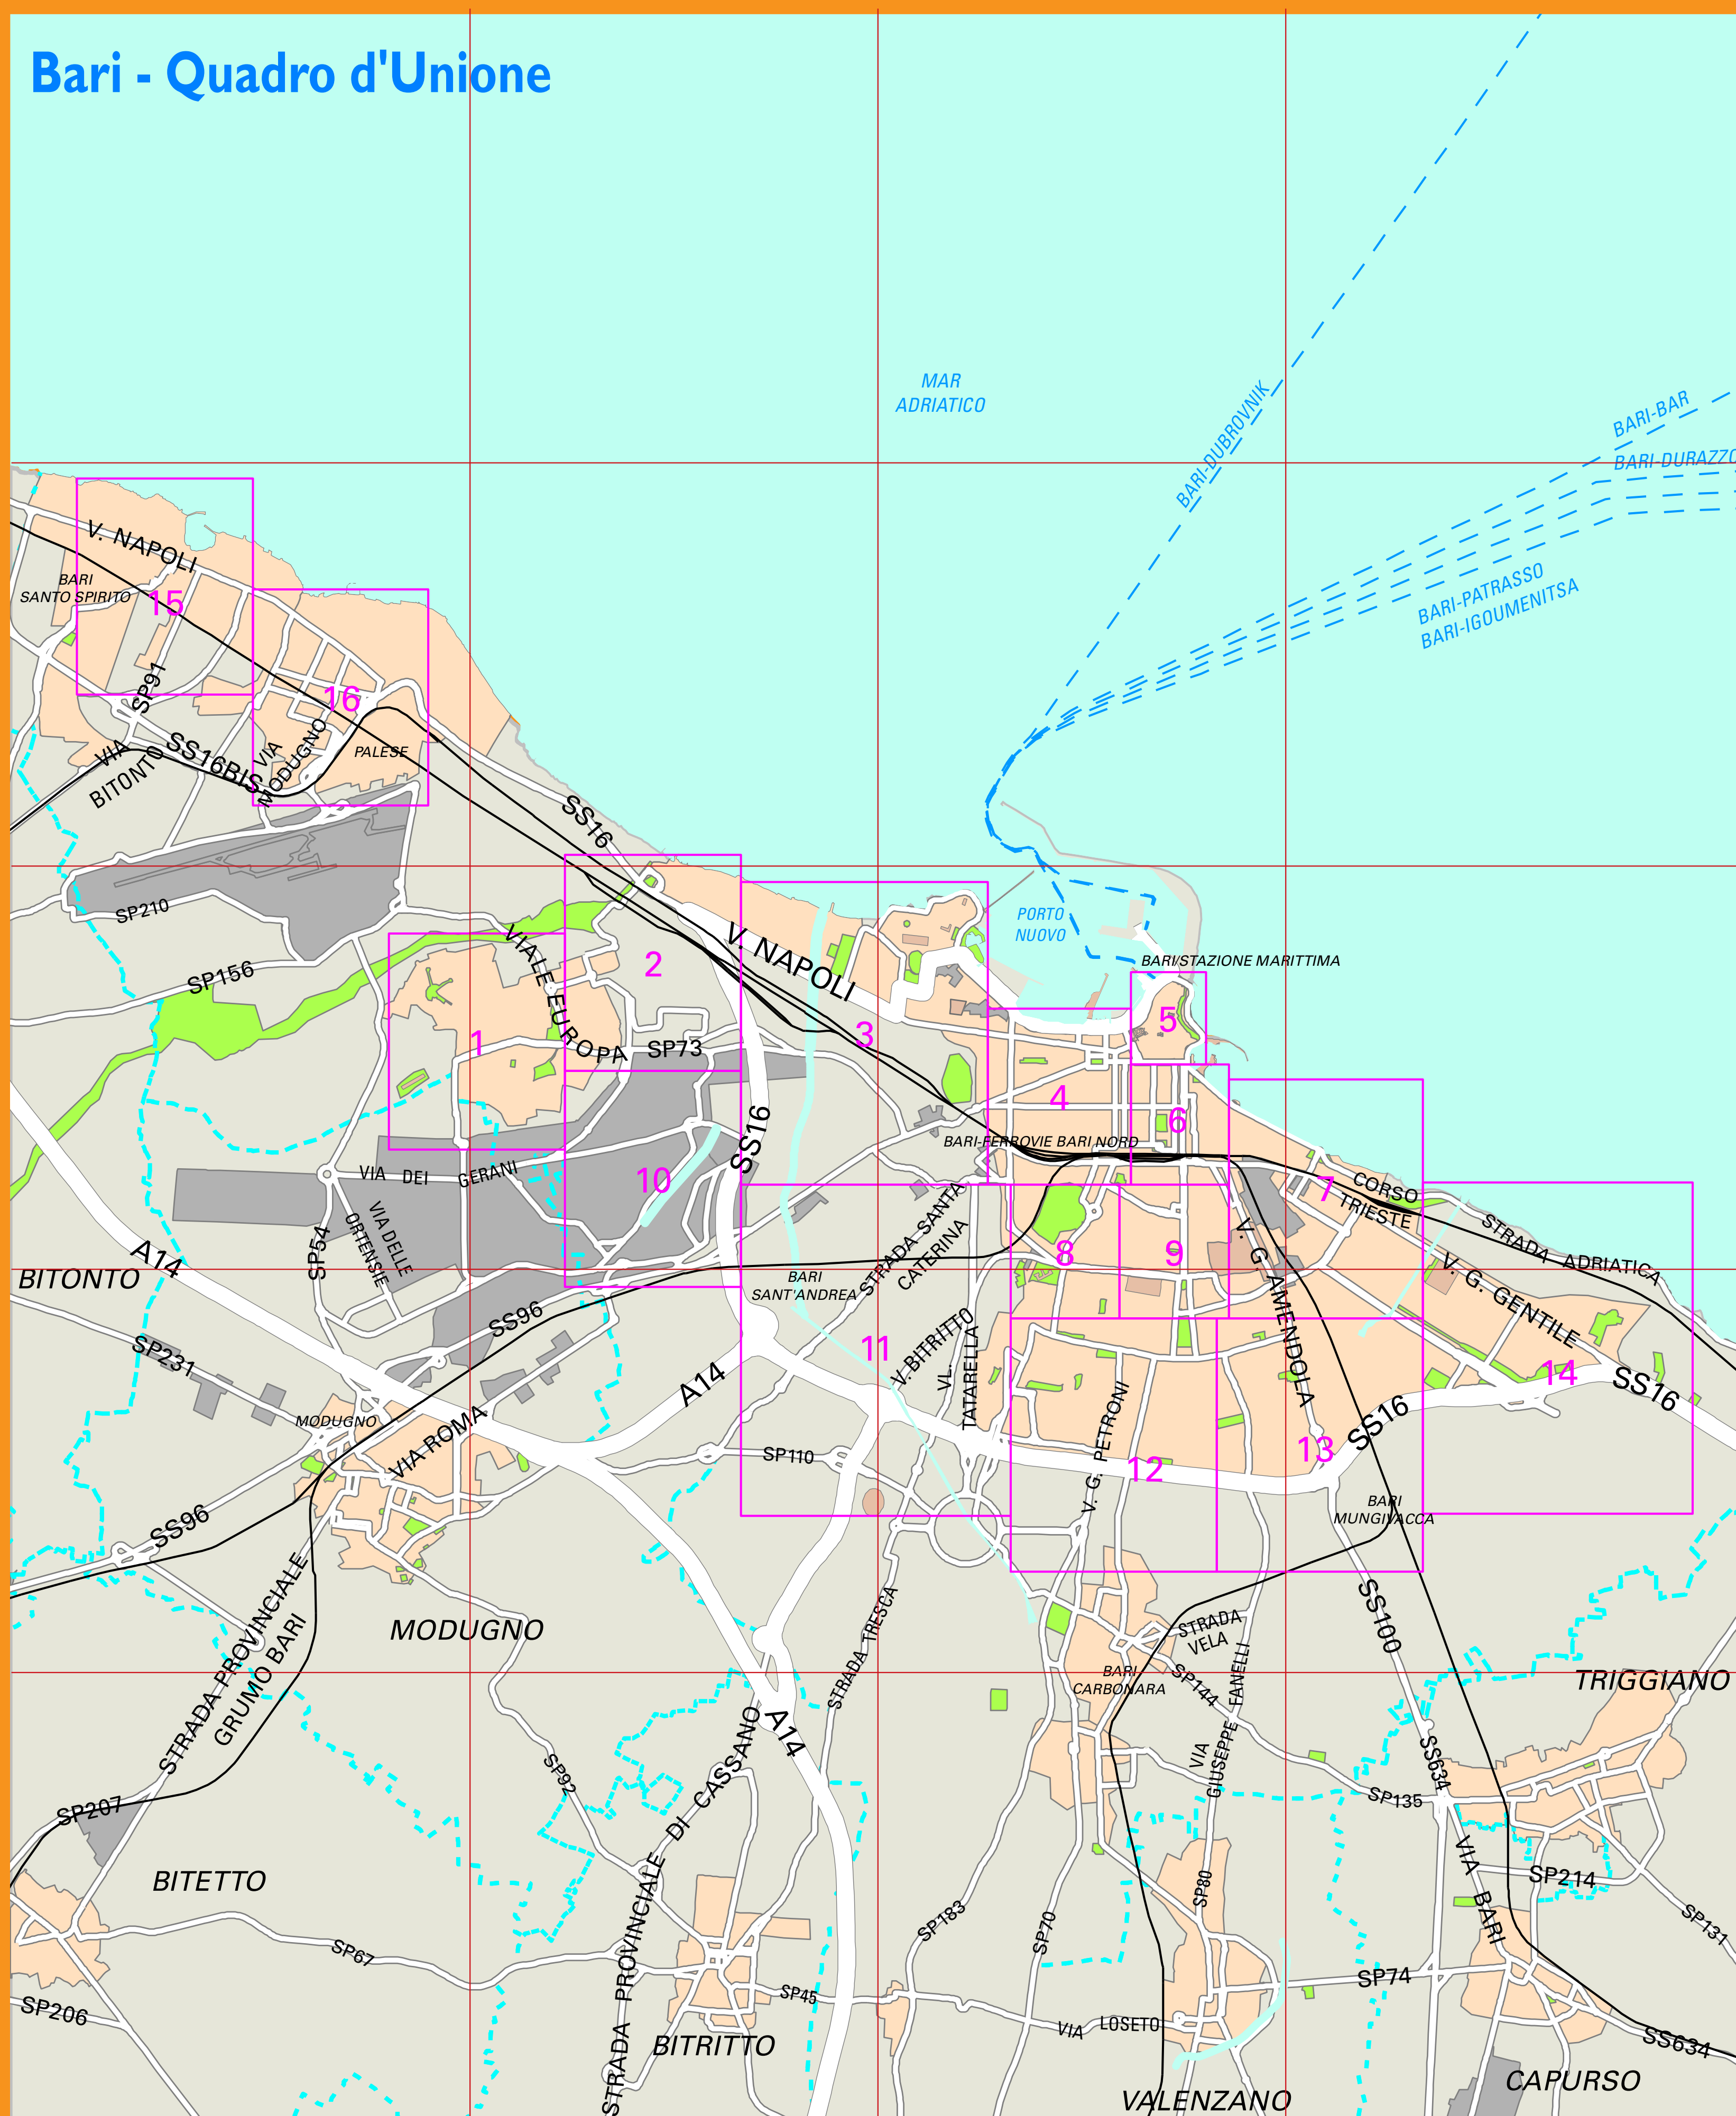 Bari - Quadro d'Unione
MAR
ADRIATICO
BARI-DUBROVNIK
BARI-BAR
BARI-DURAZZO
BARI-PATRASSO
BARI-IGOUMENITSA
V. NAPOLI
BARI
SANTO SPIRITO
15
SP91
16
PALESE
VIA
MODUGNO
SS16BIS
VIA
BITONTO
SS16
SP210
SP156
VIALE EUROPA
2
V. NAPOLI
PORTO
NUOVO
BARI/STAZIONE MARITTIMA
1
SP73
3
5
4
6
BARI-FERROVIE BARI NORD
SS16
10
VIA DEI GERANI
VIA DELLE
ORTENSIE
SP54
A14
BITONTO
7
CORSO
TRIESTE
STRADA ADRIATICA
STRADA SANTA
CATERINA
8
9
V. G. AMENDOLA
V. G. GENTILE
BARI
SANT'ANDREA
SS96
SP231
11
V. BITRITTO
VL.
TATARELLA
A14
14
SS16
SS16
MODUGNO
VIA ROMA
SP110
V. G. PETRONI
12
13
BARI
MUNGIVACCA
SS96
STRADA PROVINCIALE
GRUMO BARI
MODUGNO
STRADA TRESCA
STRADA
VELA
SS100
BARI
CARBONARA
SP144
VIA
GIUSEPPE FANELLI
TRIGGIANO
A14
SP92
STRADA PROVINCIALE DI CASSANO
SS634
SP135
SP207
BITETTO
VIA BARI
SP214
SP80
SP183
SP70
SP131
SP67
SP74
SP45
SP206
VIA LOSETO
BITRITTO
SS634
CAPURSO
VALENZANO